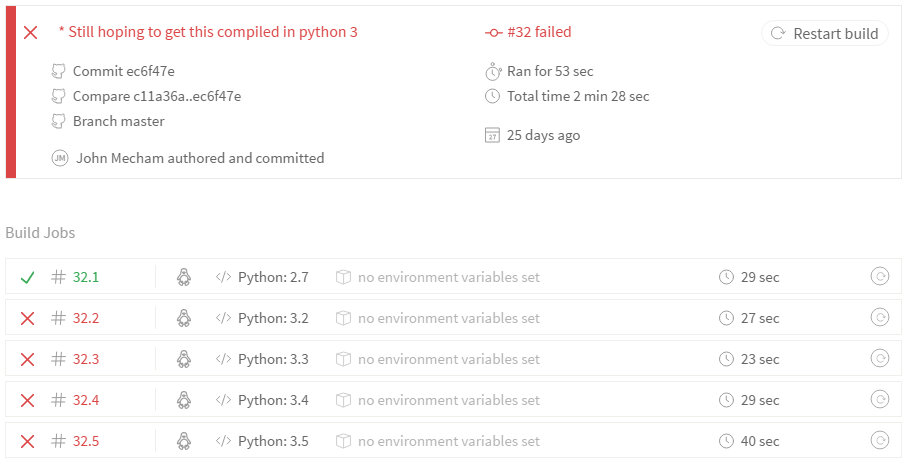 * Still hoping to get this compiled in python 3
#32 failed
Restart build
Commit ec6f47e
Ran for 53 sec
Compare c11a36a..ec6f47e
Total time 2 min 28 sec
Branch master
27
25 days ago
JM John Mecham authored and committed
Build Jobs
# 32.1 </> Python: 2.7 no environment variables set 29 sec
# 32.2 </> Python: 3.2 no environment variables set 27 sec
# 32.3 </> Python: 3.3 no environment variables set 23 sec
# 32.4 </> Python: 3.4 no environment variables set 29 sec
# 32.5 </> Python: 3.5 no environment variables set 40 sec